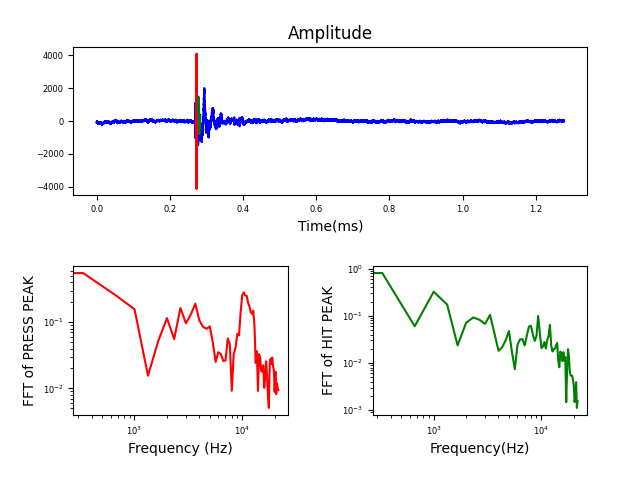 Amplitude
4000
2000
0
−2000
−4000
0.0 0.2 0.4 0.6 0.8 1.0 1.2
Time(ms)
FFT of PRESS PEAK
10⁻¹
10⁻²
10³ 10⁴
Frequency (Hz)
FFT of HIT PEAK
10⁰
10⁻¹
10⁻²
10⁻³
10³ 10⁴
Frequency(Hz)